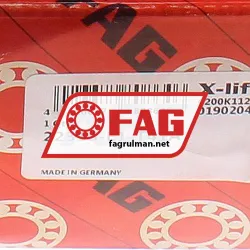 FAG
X-lif
200K112
0190204
FAG
fagrulman.net
MADE IN GERMANY